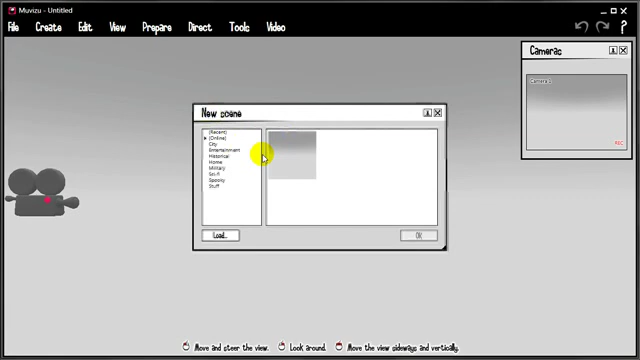 Muvizu - Untitled
File Create Edit View Prepare Direct Tools Video
?
Cameras
Camera 1
REC
New scene
(Recent)
(Online)
City
Entertainment
Historical
Home
Military
Sci-Fi
Spooky
Stuff
Load...
OK
Move and steer the view. Look around. Move the view sideways and vertically.